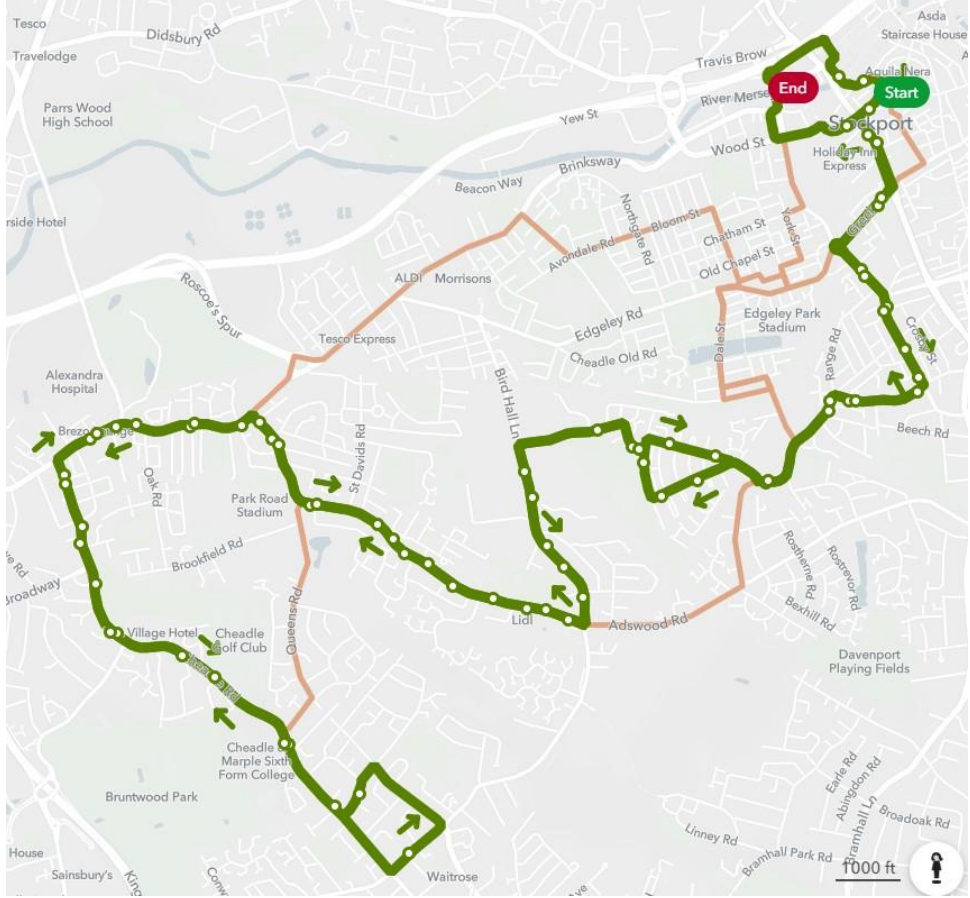 Tesco
Travelodge
Didsbury Rd
Asda
Staircase House
Travis Brow
Aquila Nera
End
Start
River Merse
Stockport
Parrs Wood
High School
Yew St
Wood St
Holiday Inn
Express
Brinksway
Beacon Way
erside Hotel
Northgate Rd
Bloom St
York St
Chatham St
Avondale Rd
Old Chapel St
ALDI
Morrisons
Roscoe's Spur
Edgeley Park
Stadium
Edgeley Rd
Tesco Express
Dale St
Range Rd
Crosby St
Cheadle Old Rd
Alexandra
Hospital
Bird Hall Ln
St Davids Rd
Beech Rd
Oak Rd
Park Road
Stadium
Brookfield Rd
Broadway
Rostherne Rd
Rostrevor Rd
Bexhill Rd
Lidl
Adswood Rd
Queens Rd
Village Hotel
Cheadle
Golf Club
Davenport
Playing Fields
Cheadle &
Marple Sixth
Form College
Bruntwood Park
Earle Rd
Abingdon Rd
Bramhall Ln
Broadoak Rd
Linney Rd
Bramhall Park Rd
House
Sainsbury's
Waitrose
1000 ft